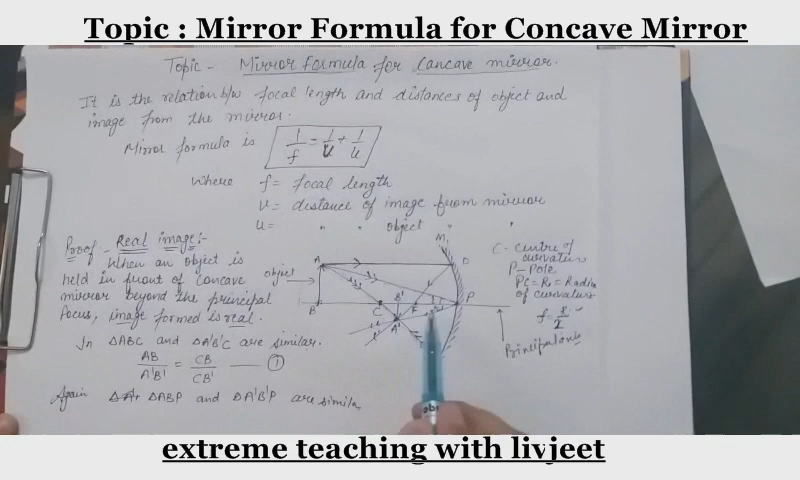 Topic : Mirror Formula for Concave Mirror
Topic - Mirror Formula for Concave mirror.
It is the relation b/w focal length and distances of object and
image from the mirror.
Mirror formula is 1/f = 1/v + 1/u
Where f = focal length
v = distance of image from mirror
u = " " object " "
Proof - Real image :-
When an object is
held in front of concave
mirror beyond the principal
focus, image formed is real.
In ΔABC and ΔA'B'C are similar.
AB/A'B' = CB/CB' — ①
Again ΔABP and ΔA'B'P are simila
object
A
B
C
B'
F
P
A'
M
D
C - centre of
curvature
P - Pole
PC = R = Radius
of curvature
f = R/2
Principal axis
extreme teaching with livjeet